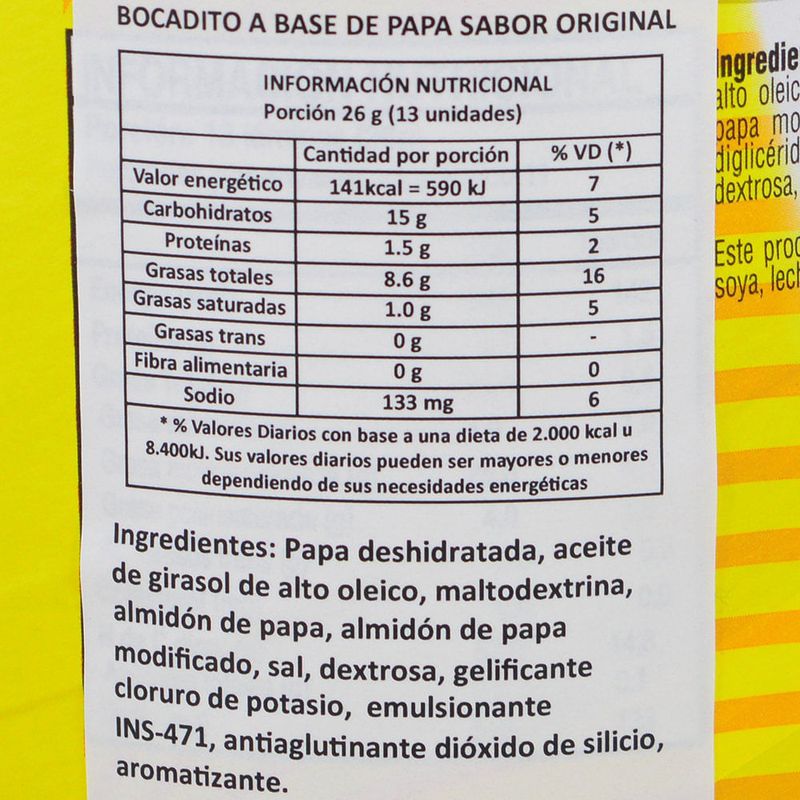 BOCADITO A BASE DE PAPA SABOR ORIGINAL
INFORMACIÓN NUTRICIONAL
Porción 26 g (13 unidades)
Cantidad por porción % VD (*)
Valor energético 141kcal = 590 kJ 7
Carbohidratos 15 g 5
Proteínas 1.5 g 2
Grasas totales 8.6 g 16
Grasas saturadas 1.0 g 5
Grasas trans 0 g -
Fibra alimentaria 0 g 0
Sodio 133 mg 6
* % Valores Diarios con base a una dieta de 2.000 kcal u
8.400kJ. Sus valores diarios pueden ser mayores o menores
dependiendo de sus necesidades energéticas
Ingredientes: Papa deshidratada, aceite
de girasol de alto oleico, maltodextrina,
almidón de papa, almidón de papa
modificado, sal, dextrosa, gelificante
cloruro de potasio, emulsionante
INS-471, antiaglutinante dióxido de silicio,
aromatizante.
Ingredie
alto oleic
papa mo
diglicérid
dextrosa,
Este proc
soya, lech